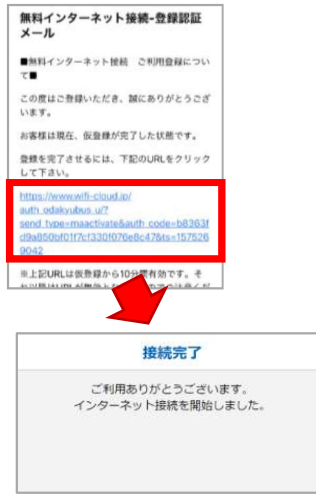 無料インターネット接続-登録認証
メール
■無料インターネット接続　ご利用登録につい
て■
この度はご登録いただき、誠にありがとうござ
います。
お客様は現在、仮登録が完了した状態です。
登録を完了させるには、下記のURLをクリック
して下さい。
https://www.wifi-cloud.jp/
auth_odakyubus_u/?
send_type=maactivate&auth_code=b8363f
d9a850bf01f7cf330f076e8c47&ts=157526
9042
※上記URLは仮登録から10分間有効です。そ
接続完了
ご利用ありがとうございます。
インターネット接続を開始しました。